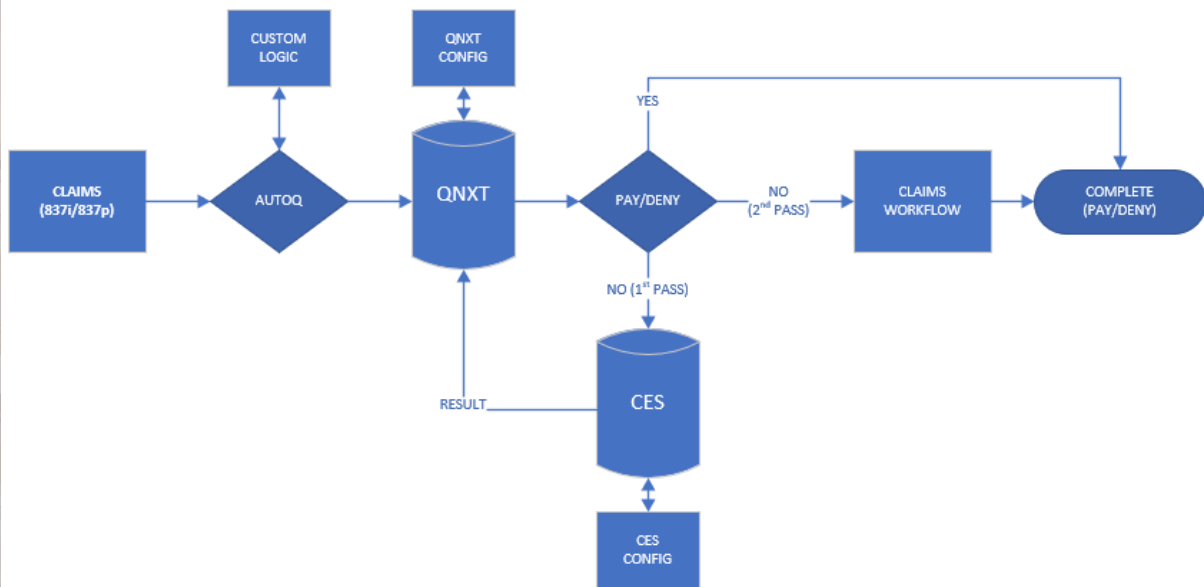 CUSTOM
LOGIC
QNXT
CONFIG
YES
CLAIMS
(837i/837p)
AUTOQ
QNXT
PAY/DENY
NO
(2nd PASS)
CLAIMS
WORKFLOW
COMPLETE
(PAY/DENY)
NO (1st PASS)
RESULT
CES
CES
CONFIG